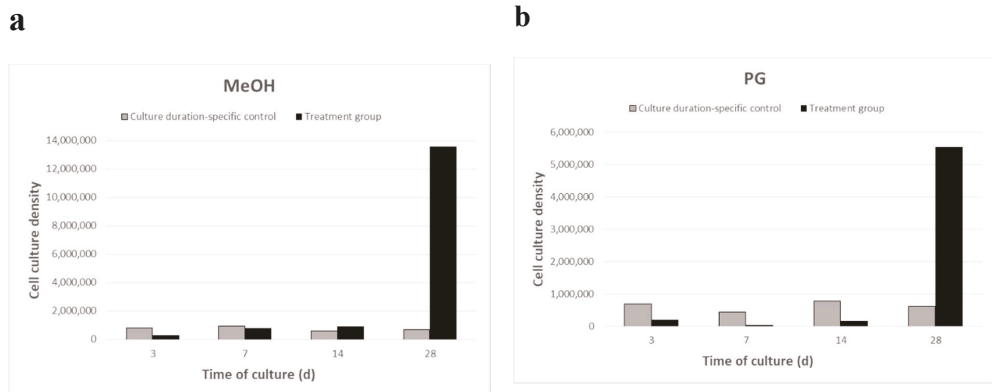 a
MeOH
Culture duration-specific control Treatment group
Cell culture density
14,000,000
12,000,000
10,000,000
8,000,000
6,000,000
4,000,000
2,000,000
0
3 7 14 28
Time of culture (d)
b
PG
Culture duration-specific control Treatment group
Cell culture density
6,000,000
5,000,000
4,000,000
3,000,000
2,000,000
1,000,000
0
3 7 14 28
Time of culture (d)